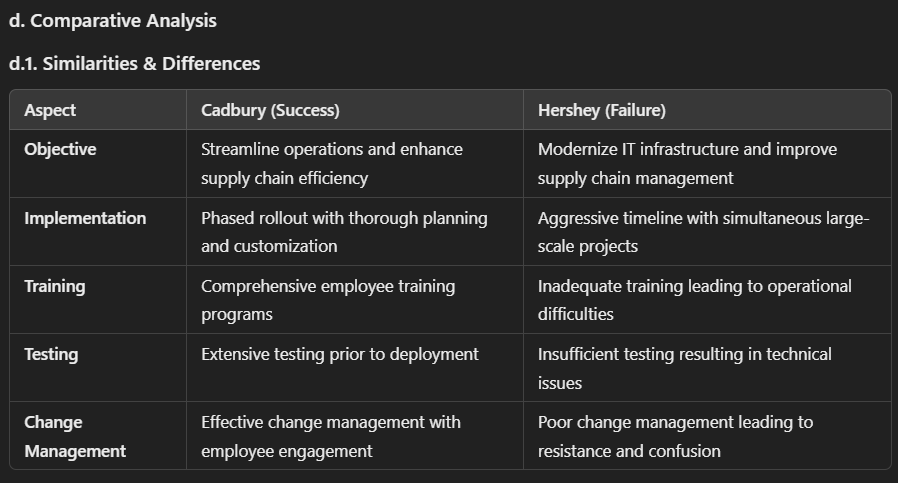 d. Comparative Analysis
d.1. Similarities & Differences
Aspect Cadbury (Success) Hershey (Failure)
Objective Streamline operations and enhance Modernize IT infrastructure and improve
supply chain efficiency supply chain management
Implementation Phased rollout with thorough planning Aggressive timeline with simultaneous large-
and customization scale projects
Training Comprehensive employee training Inadequate training leading to operational
programs difficulties
Testing Extensive testing prior to deployment Insufficient testing resulting in technical
issues
Change Effective change management with Poor change management leading to
Management employee engagement resistance and confusion